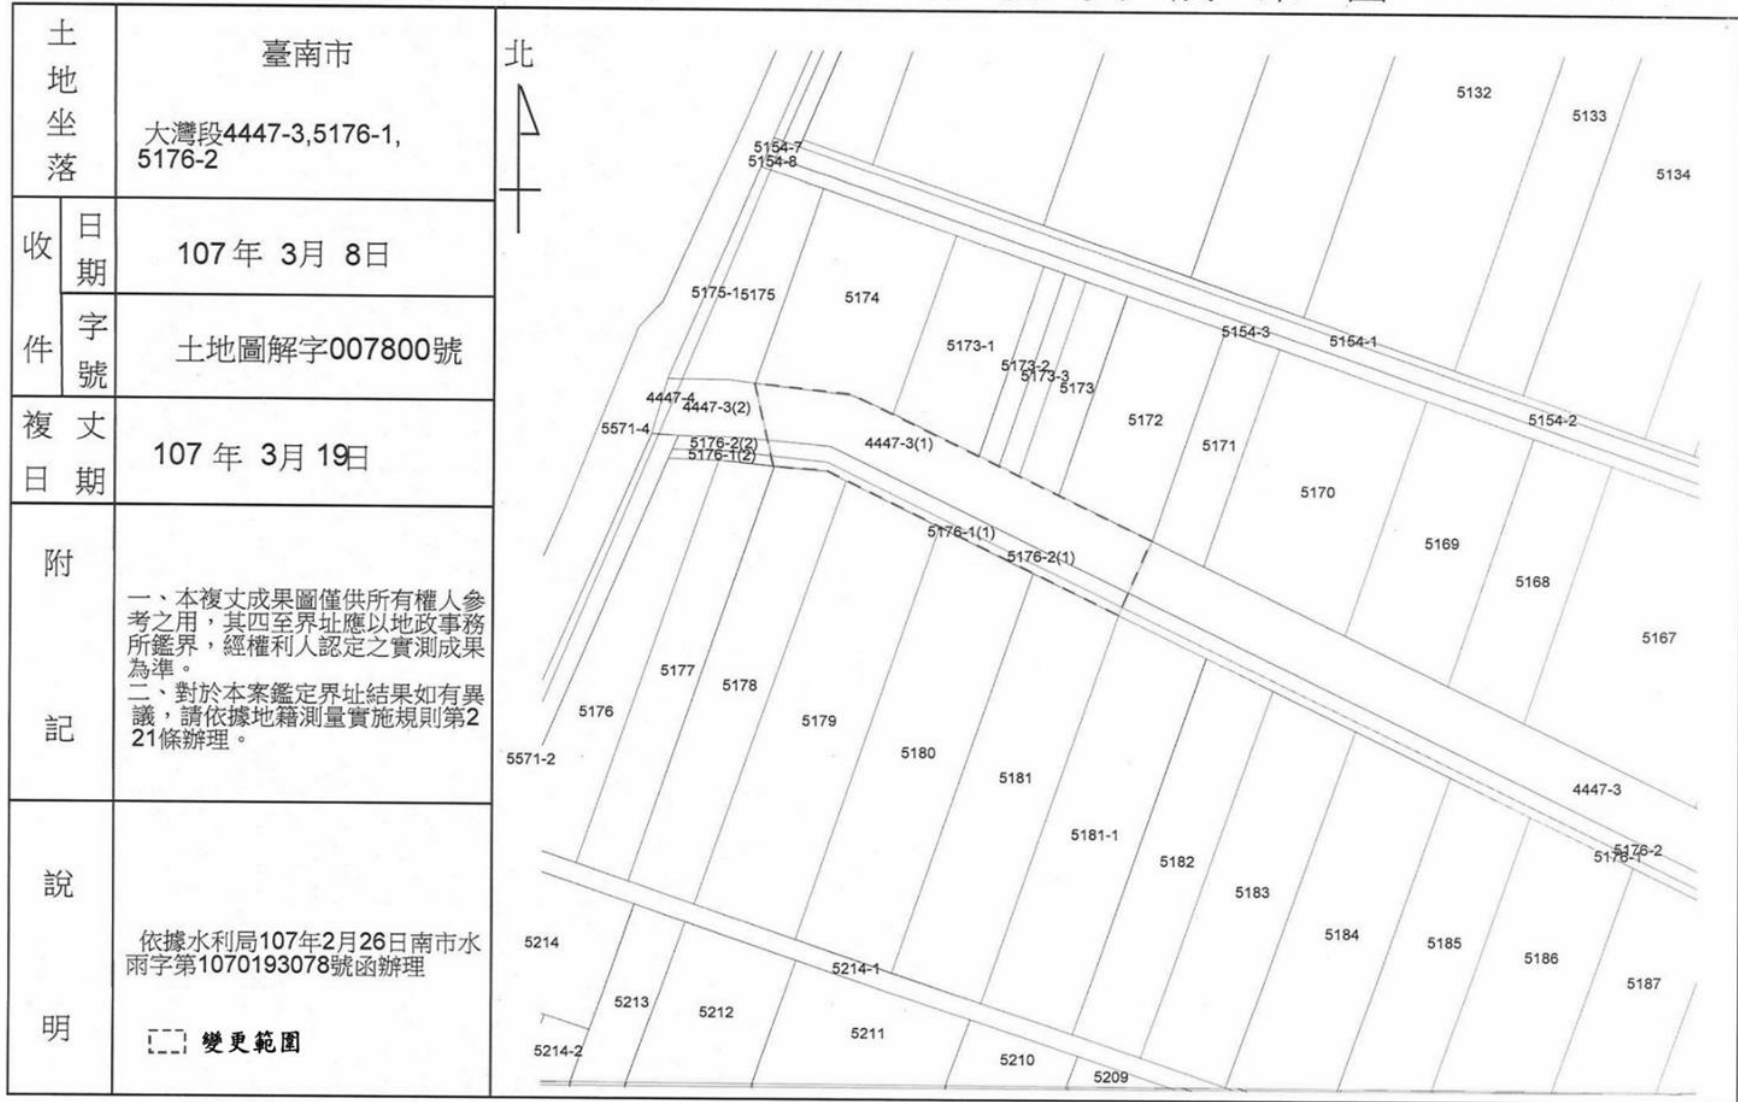 土地坐落
臺南市
大灣段4447-3,5176-1,
5176-2
收件
日期
107年 3月 8日
字號
土地圖解字007800號
複丈日期
107年 3月19日
附記
一、本複丈成果圖僅供所有權人參
考之用，其四至界址應以地政事務
所鑑界，經權利人認定之實測成果
為準。
二、對於本案鑑定界址結果如有異
議，請依據地籍測量實施規則第2
21條辦理。
說明
依據水利局107年2月26日南市水
雨字第1070193078號函辦理
變更範圍
北
5132
5133
5134
5154-7
5154-8
5175-1
5175
5174
5173-1
5173-2
5173-3
5173
5154-3
5154-1
5154-2
4447-4
4447-3(2)
5571-4
5176-2(2)
5176-1(2)
4447-3(1)
5172
5171
5170
5169
5168
5167
5176-1(1)
5176-2(1)
5176
5177
5178
5179
5180
5181
5181-1
5182
5183
5184
5185
5186
5187
5571-2
4447-3
5176-2
5176-1
5214
5214-1
5213
5212
5211
5210
5209
5214-2